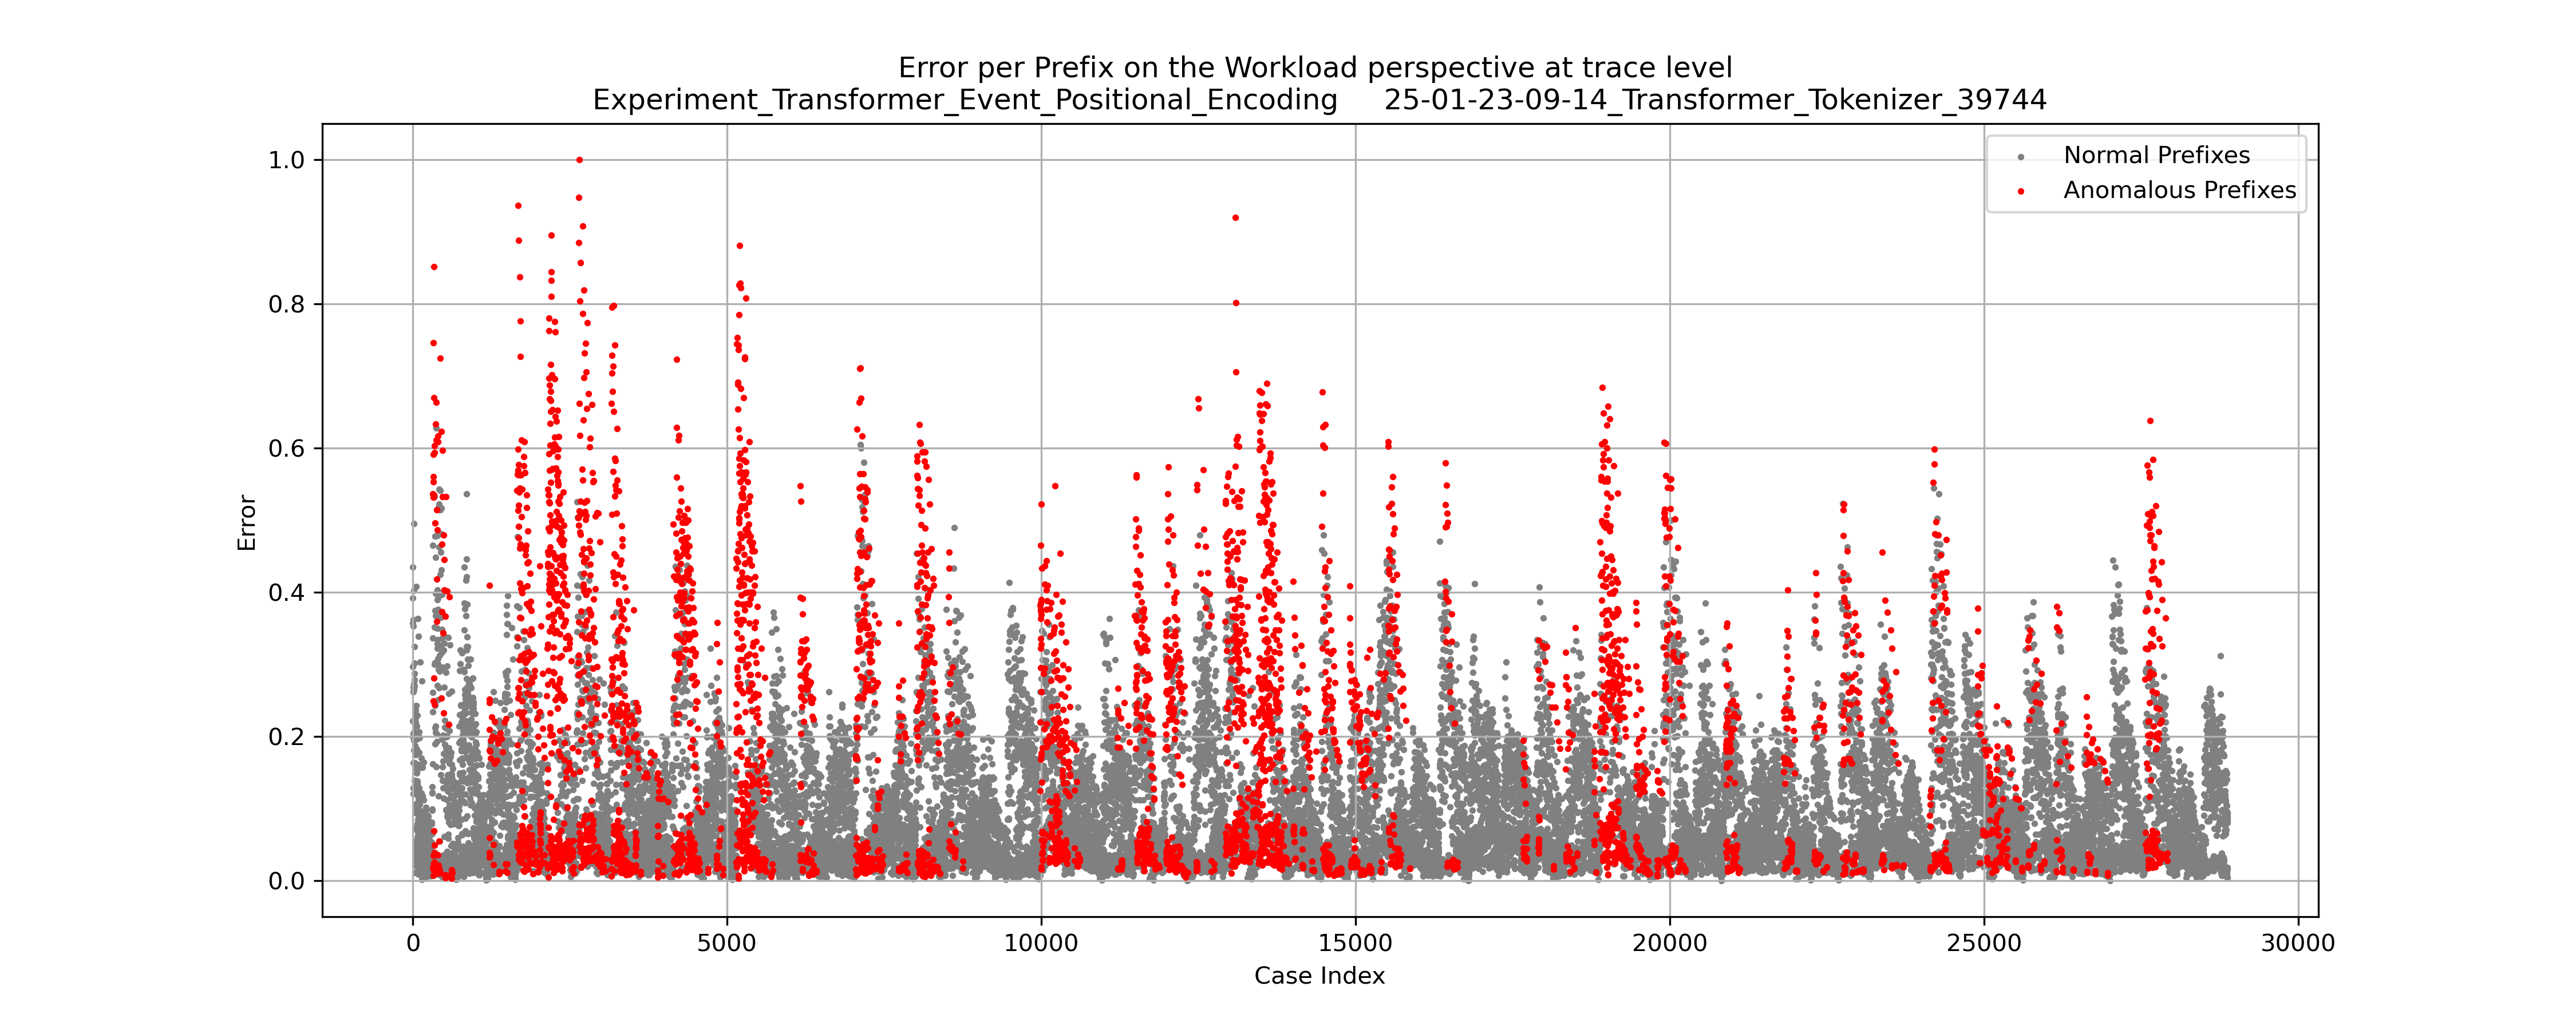 Error per Prefix on the Workload perspective at trace level
Experiment_Transformer_Event_Positional_Encoding 25-01-23-09-14_Transformer_Tokenizer_39744
Normal Prefixes
Anomalous Prefixes
1.0
0.8
0.6
0.4
0.2
0.0
Error
0 5000 10000 15000 20000 25000 30000
Case Index